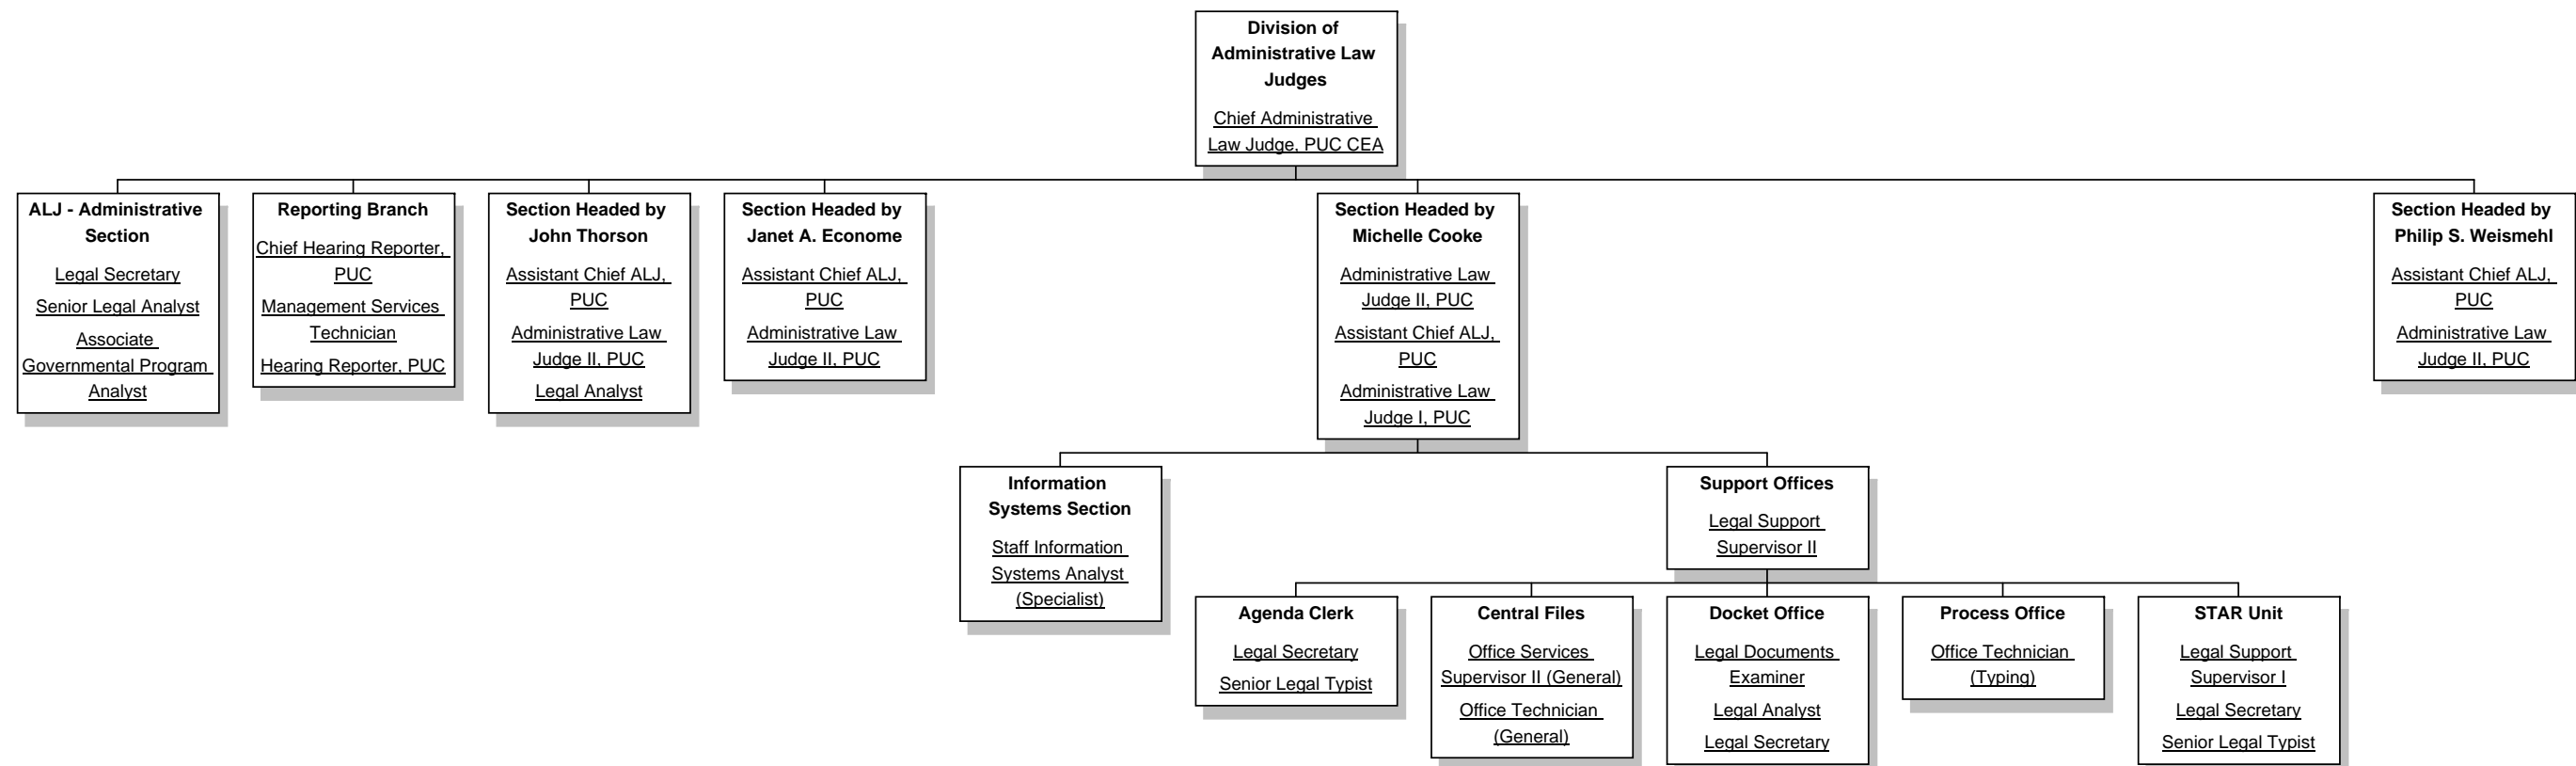 Division of
Administrative Law
Judges
Chief Administrative
Law Judge, PUC CEA
ALJ - Administrative
Section
Legal Secretary
Senior Legal Analyst
Associate
Governmental Program
Analyst
Reporting Branch
Chief Hearing Reporter,
PUC
Management Services
Technician
Hearing Reporter, PUC
Section Headed by
John Thorson
Assistant Chief ALJ,
PUC
Administrative Law
Judge II, PUC
Legal Analyst
Section Headed by
Janet A. Econome
Assistant Chief ALJ,
PUC
Administrative Law
Judge II, PUC
Section Headed by
Michelle Cooke
Administrative Law
Judge II, PUC
Assistant Chief ALJ,
PUC
Administrative Law
Judge I, PUC
Section Headed by
Philip S. Weismehl
Assistant Chief ALJ,
PUC
Administrative Law
Judge II, PUC
Information
Systems Section
Staff Information
Systems Analyst
(Specialist)
Support Offices
Legal Support
Supervisor II
Agenda Clerk
Legal Secretary
Senior Legal Typist
Central Files
Office Services
Supervisor II (General)
Office Technician
(General)
Docket Office
Legal Documents
Examiner
Legal Analyst
Legal Secretary
Process Office
Office Technician
(Typing)
STAR Unit
Legal Support
Supervisor I
Legal Secretary
Senior Legal Typist